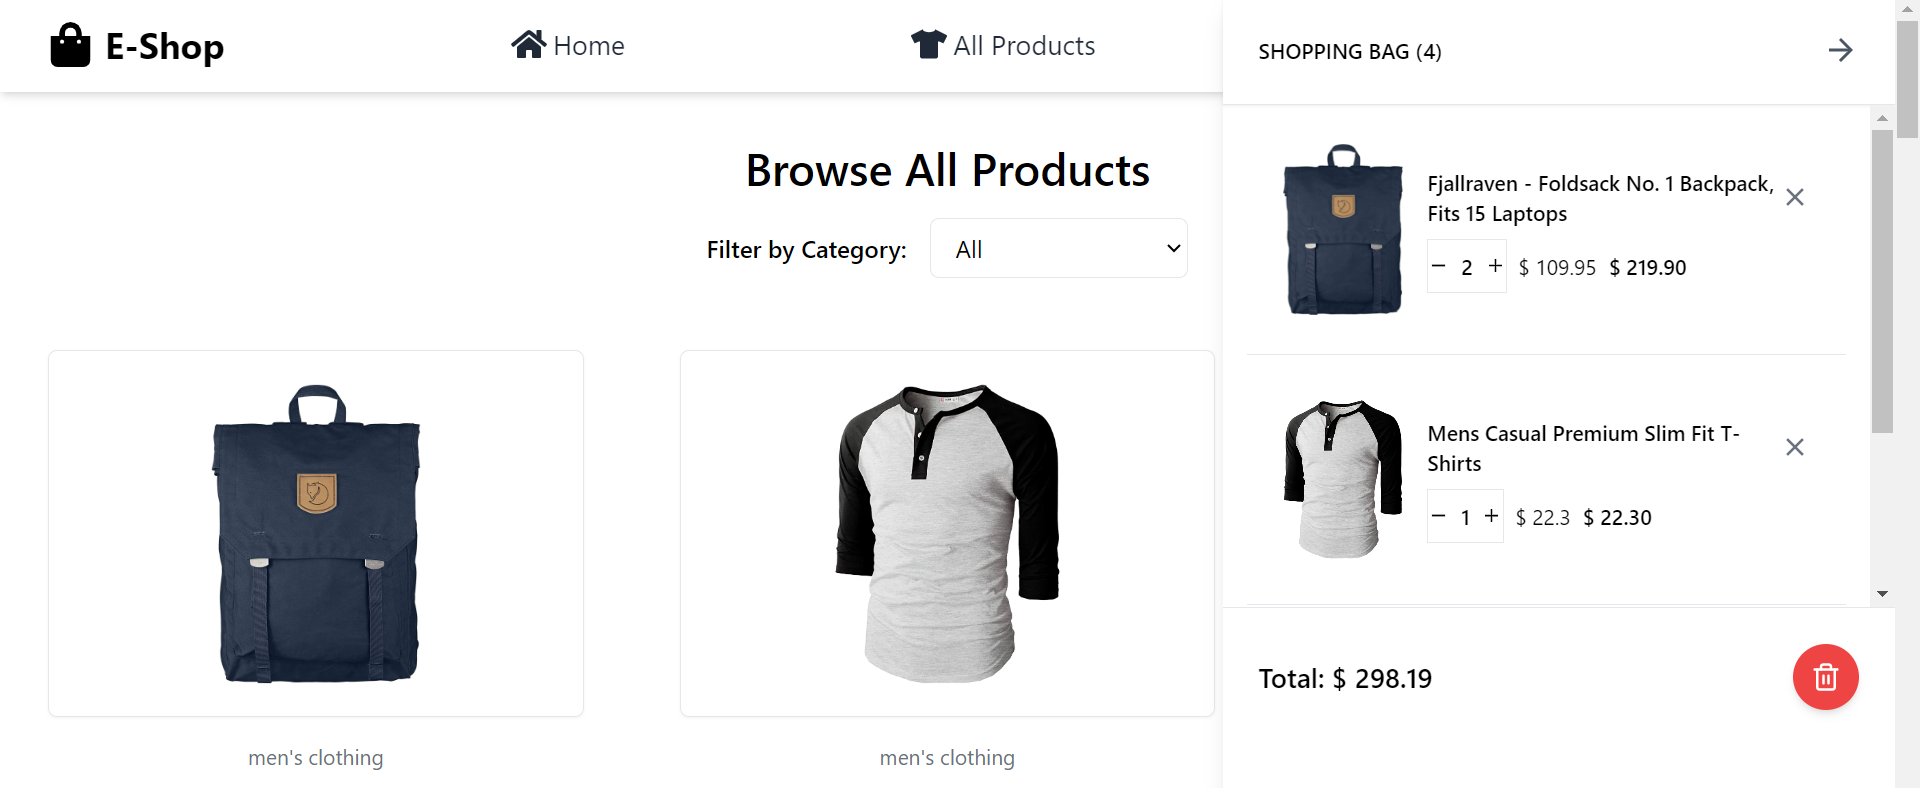 E-Shop
Home
All Products
Browse All Products
Filter by Category: All
men's clothing
men's clothing
SHOPPING BAG (4)
Fjallraven - Foldsack No. 1 Backpack,
Fits 15 Laptops
− 2 + $ 109.95 $ 219.90
Mens Casual Premium Slim Fit T-
Shirts
− 1 + $ 22.3 $ 22.30
Total: $ 298.19